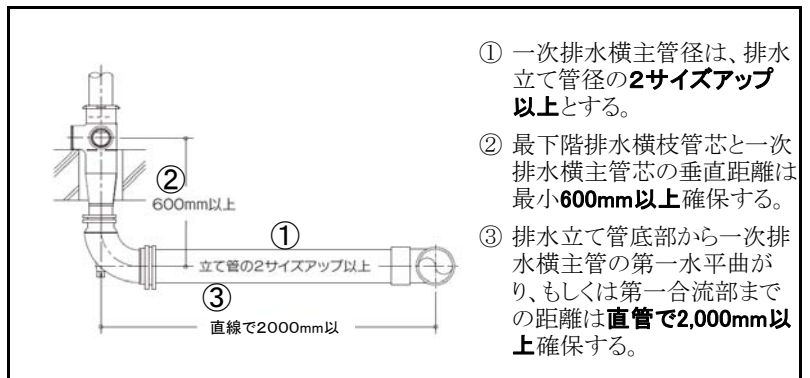 ②
600mm以上
①
立て管の2サイズアップ以上
③
直線で2000mm以
① 一次排水横主管径は、排水
立て管径の2サイズアップ
以上とする。
② 最下階排水横枝管芯と一次
排水横主管芯の垂直距離は
最小600mm以上確保する。
③ 排水立て管底部から一次排
水横主管の第一水平曲が
り、もしくは第一合流部まで
の距離は直管で2,000mm以
上確保する。